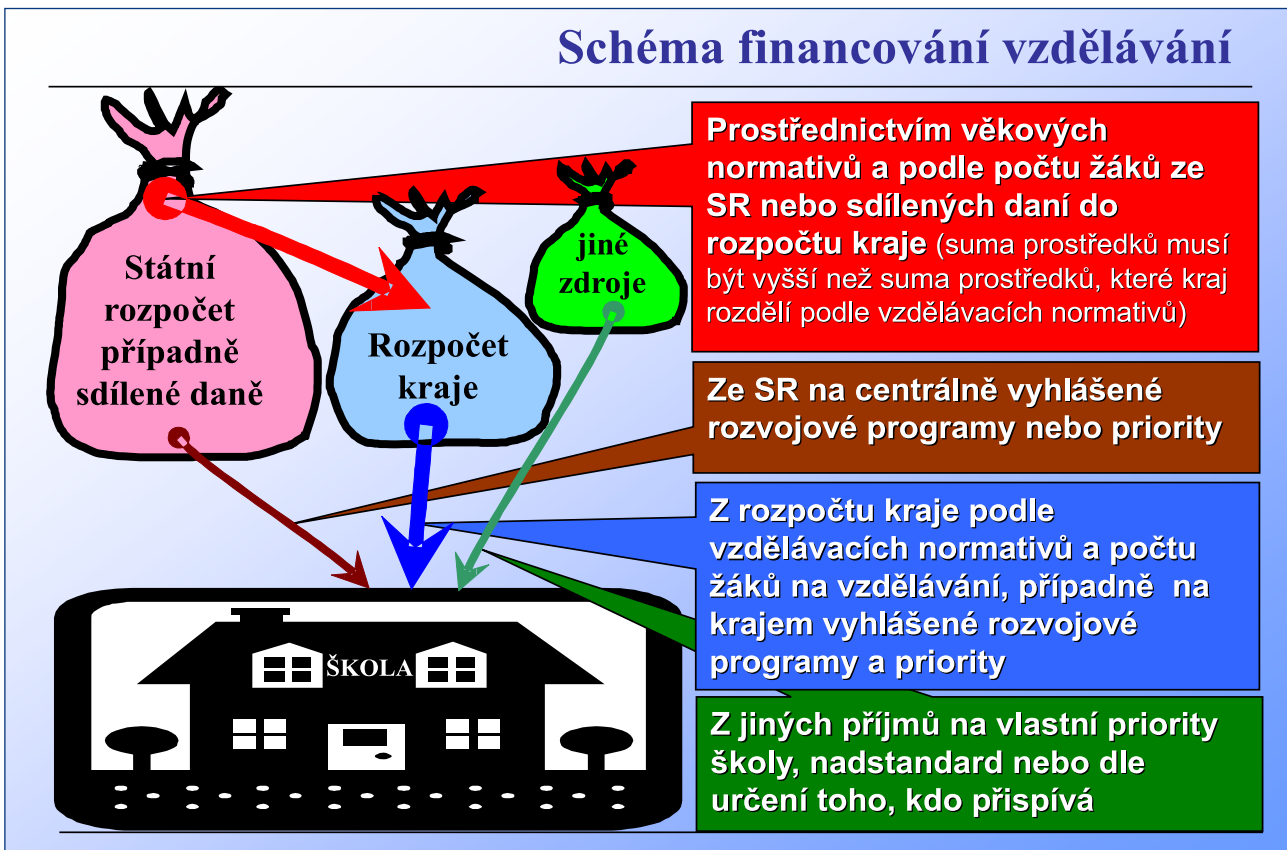 Schéma financování vzdělávání
Státní
rozpočet
případně
sdílené daně
Rozpočet
kraje
jiné
zdroje
Prostřednictvím věkových
normativů a podle počtu žáků ze
SR nebo sdílených daní do
rozpočtu kraje (suma prostředků musí
být vyšší než suma prostředků, které kraj
rozdělí podle vzdělávacích normativů)
Ze SR na centrálně vyhlášené
rozvojové programy nebo priority
Z rozpočtu kraje podle
vzdělávacích normativů a počtu
žáků na vzdělávání, případně na
krajem vyhlášené rozvojové
programy a priority
Z jiných příjmů na vlastní priority
školy, nadstandard nebo dle
určení toho, kdo přispívá
ŠKOLA